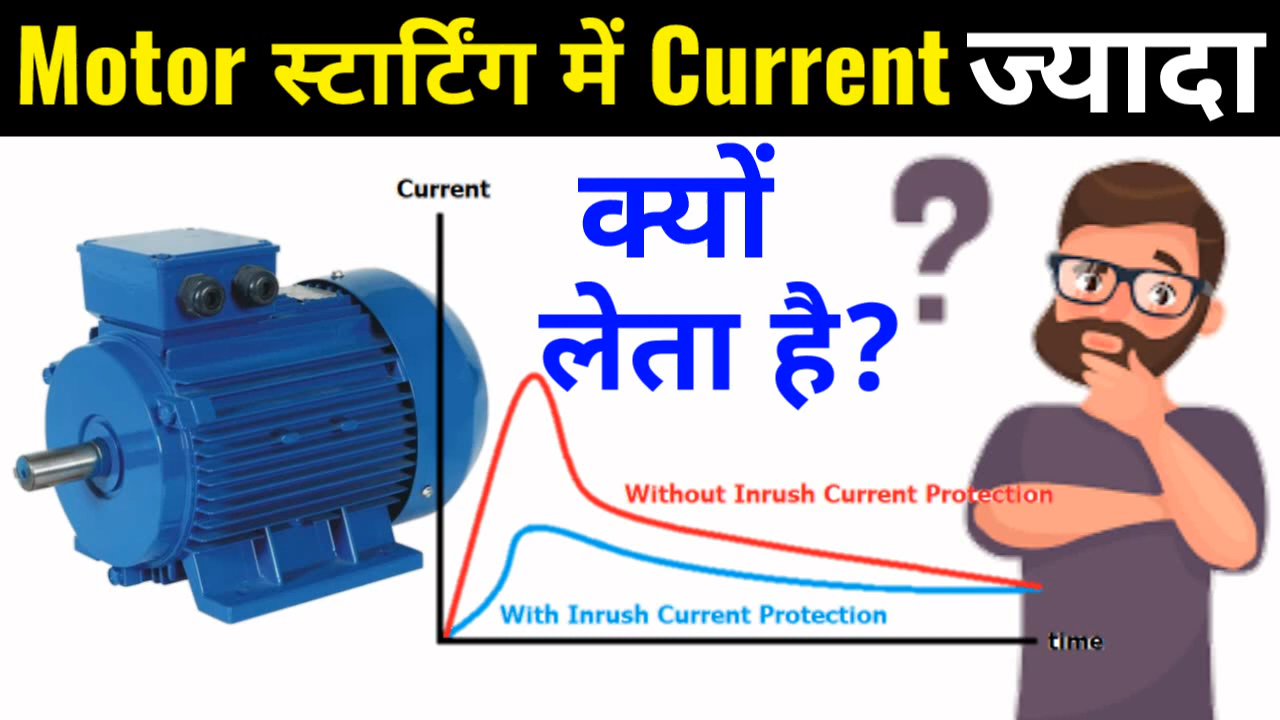 Motor स्टार्टिंग में Current ज्यादा
क्यों
लेता है?
?
Current
Without Inrush Current Protection
With Inrush Current Protection
time